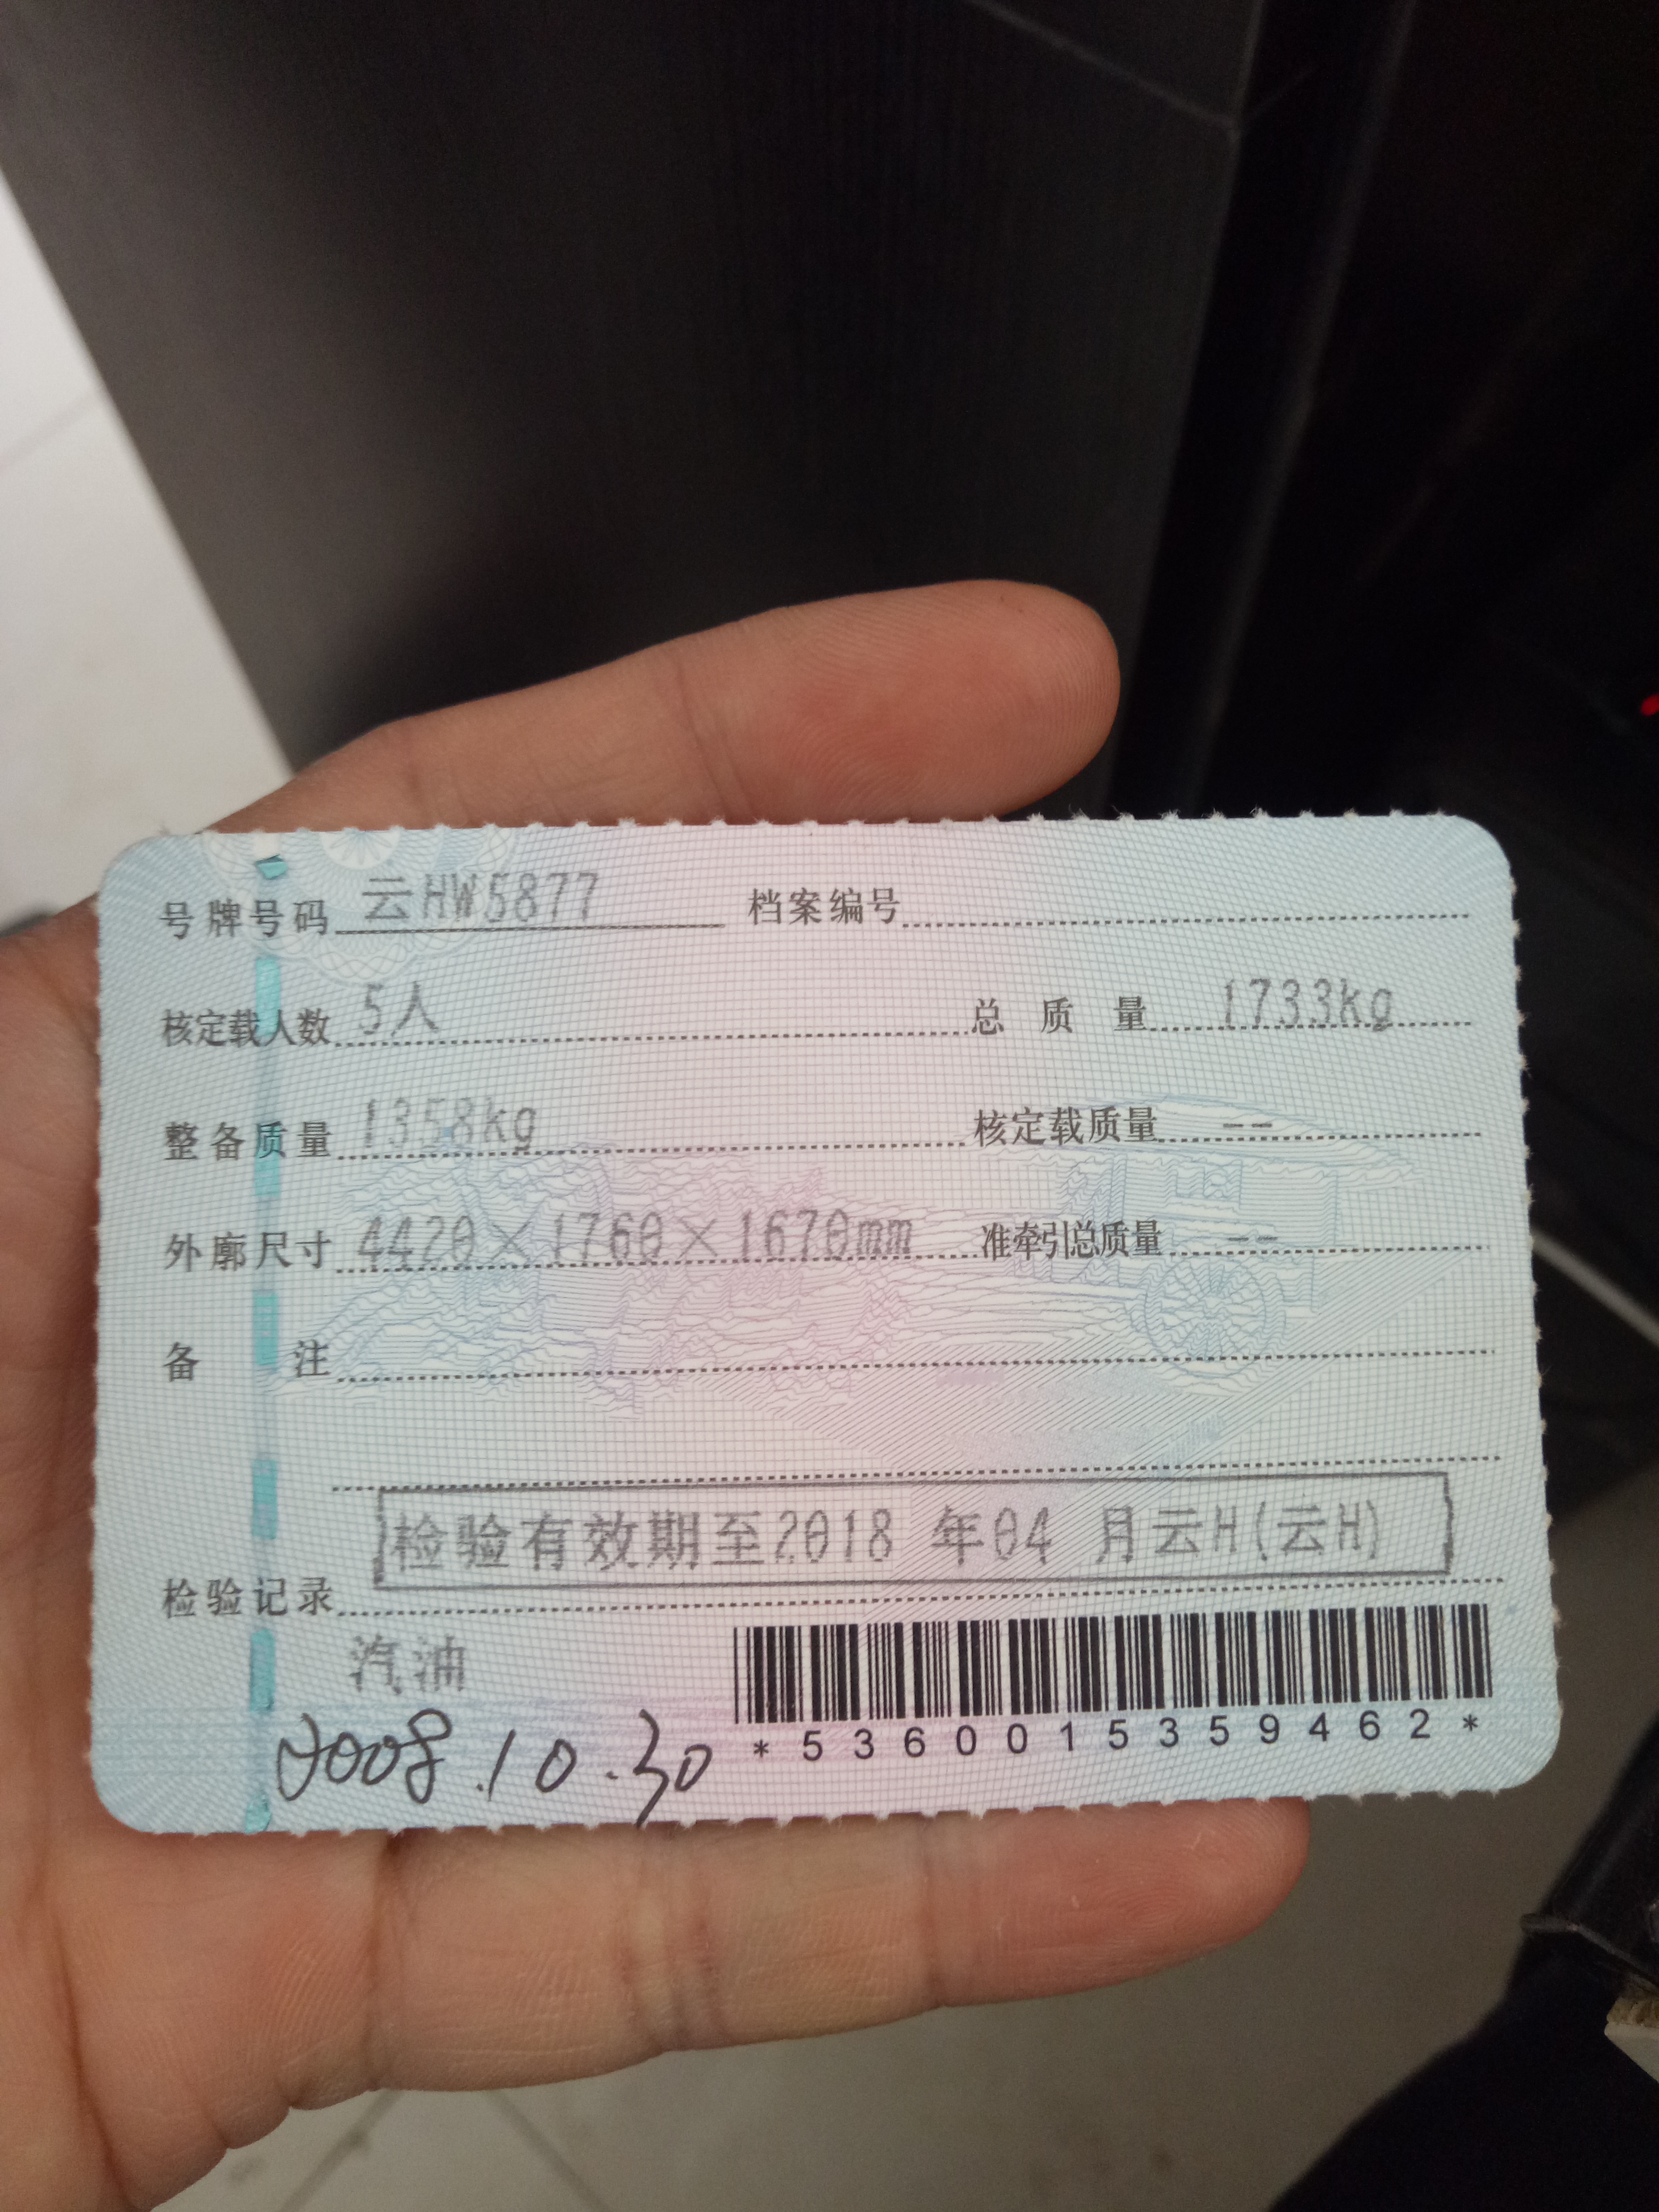 号牌号码 云HW5877 档案编号
核定载人数 5人 总质量 1733kg
整备质量 1358kg 核定载质量 --
外廓尺寸 4420×1760×1670mm 准牵引总质量 --
备注
检验有效期至2018年04月云H(云H)
检验记录
汽油
2008.10.30
*5360015359462*